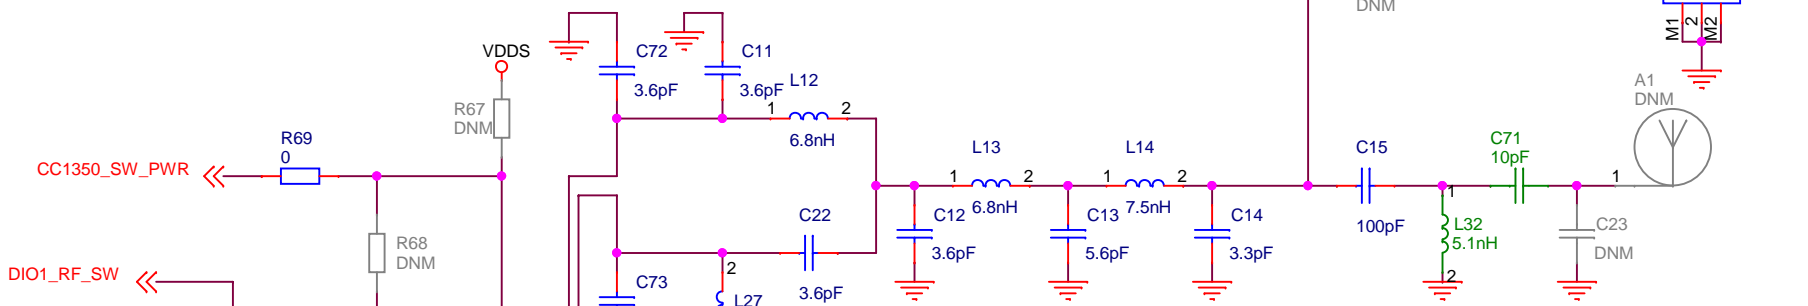 DNM
M1
2
M2
VDDS
C72
3.6pF
C11
3.6pF
L12
1
2
6.8nH
A1
DNM
R67
DNM
R69
0
CC1350_SW_PWR
L13
1
2
6.8nH
L14
1
2
7.5nH
C15
100pF
C71
10pF
1
C22
3.6pF
C12
3.6pF
C13
5.6pF
C14
3.3pF
1
L32
5.1nH
2
C23
DNM
R68
DNM
DIO1_RF_SW
C73
2
L27